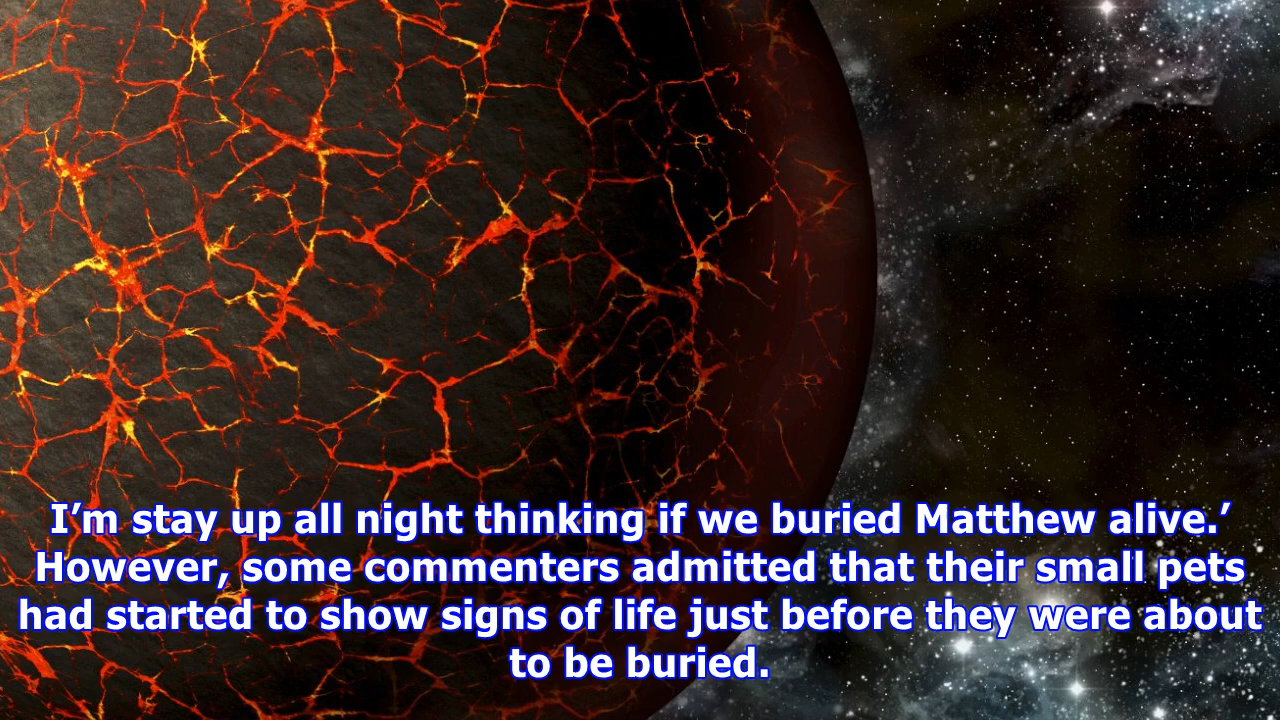 I’m stay up all night thinking if we buried Matthew alive.’
However, some commenters admitted that their small pets
had started to show signs of life just before they were about
to be buried.